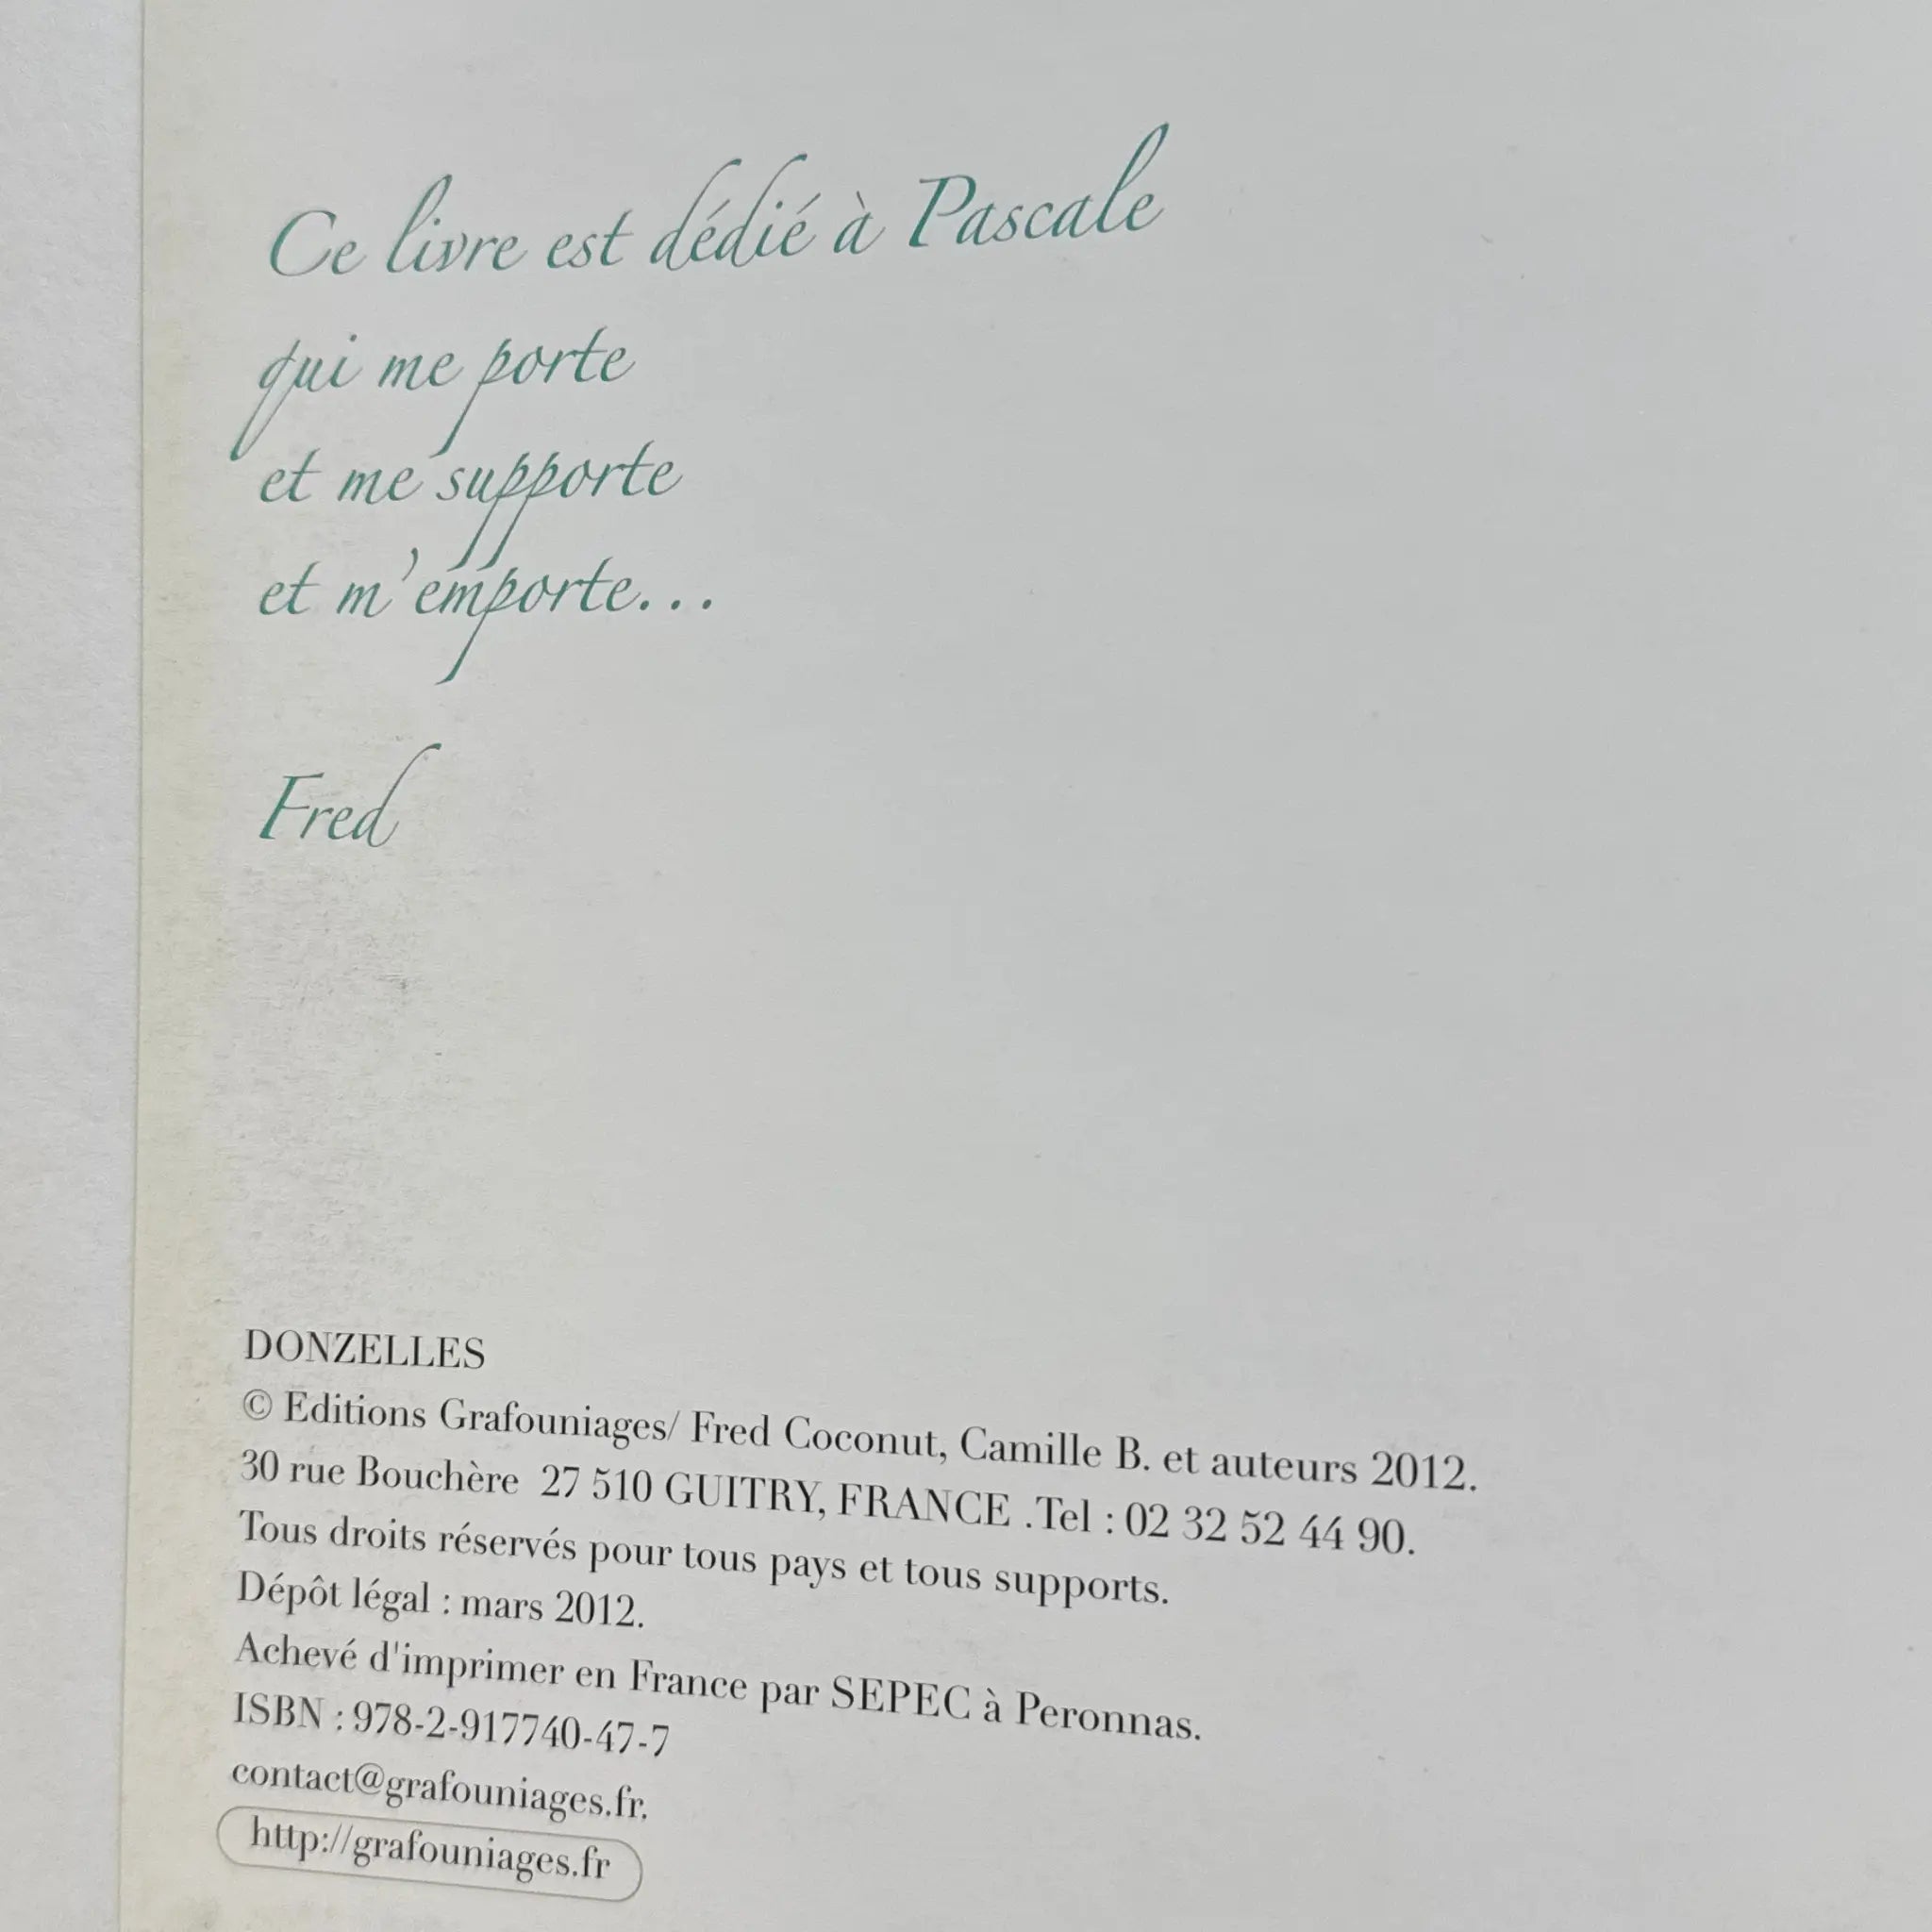 Ce livre est dédié à Pascale
qui me porte
et me supporte
et m'emporte...
Fred
DONZELLES
© Editions Grafouniages/ Fred Coconut, Camille B. et auteurs 2012.
30 rue Bouchère 27 510 GUITRY, FRANCE .Tel : 02 32 52 44 90.
Tous droits réservés pour tous pays et tous supports.
Dépôt légal : mars 2012.
Achevé d'imprimer en France par SEPEC à Peronnas.
ISBN : 978-2-917740-47-7
contact@grafouniages.fr.
http://grafouniages.fr